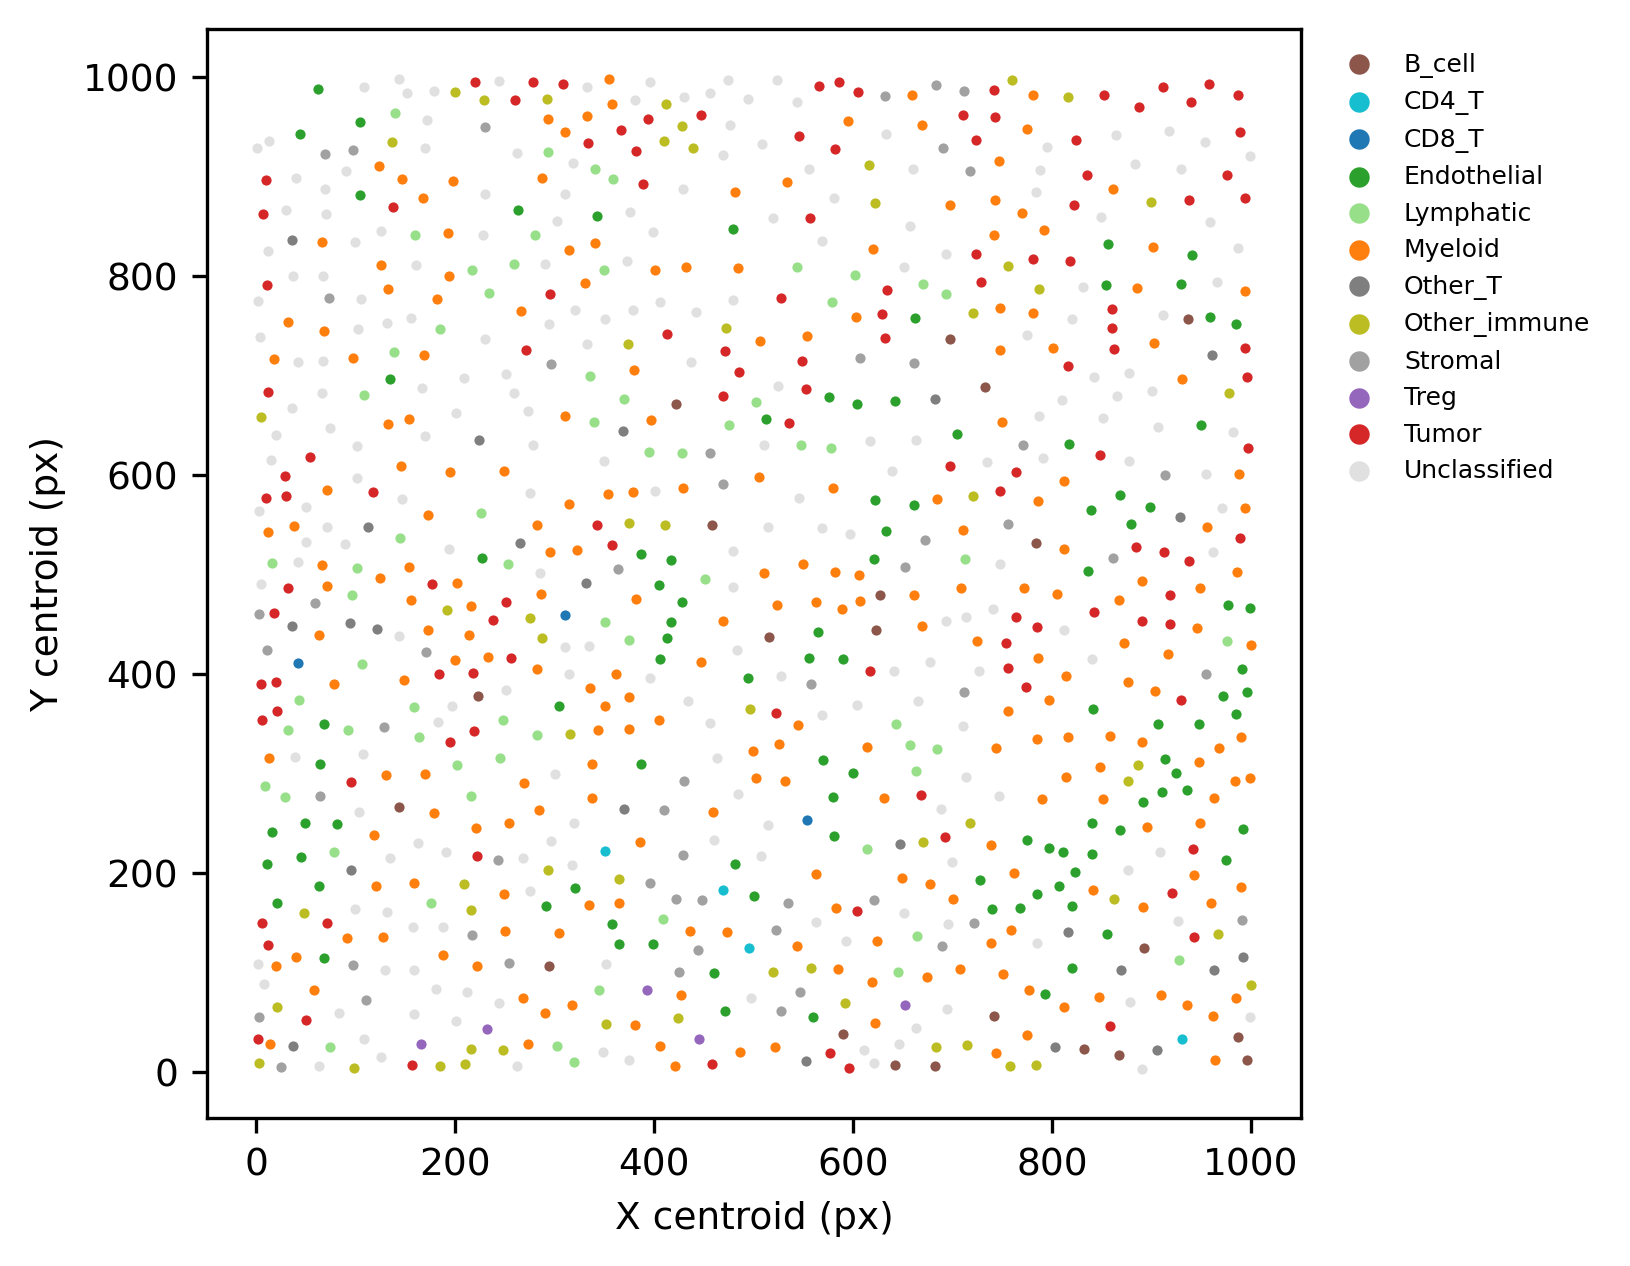 1000
800
600
400
200
0
0 200 400 600 800 1000
X centroid (px)
Y centroid (px)
B_cell
CD4_T
CD8_T
Endothelial
Lymphatic
Myeloid
Other_T
Other_immune
Stromal
Treg
Tumor
Unclassified